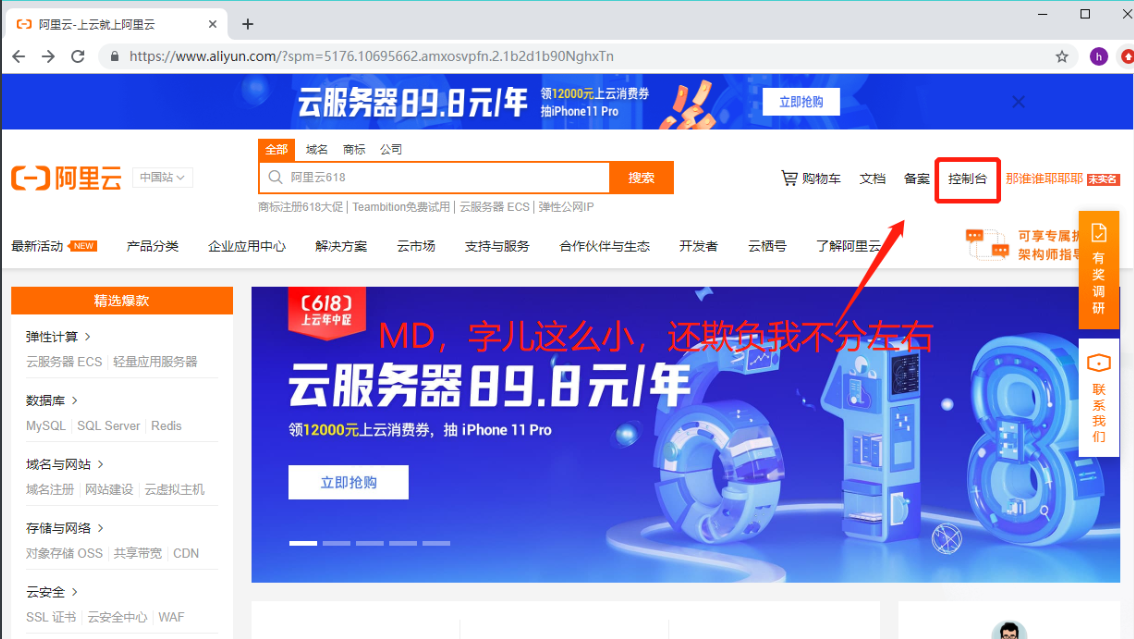 阿里云-上云就上阿里云
https://www.aliyun.com/?spm=5176.10695662.amxosvpfn.2.1b2d1b90NghxTn
h
云服务器89.8元/年
领12000元上云消费券
抽iPhone11 Pro
立即抢购
全部 域名 商标 公司
阿里云
中国站
阿里云618
搜索
购物车 文档 备案 控制台 那谁谁耶耶耶 未实名
商标注册618大促 | Teambition免费试用 | 云服务器 ECS | 弹性公网IP
最新活动 NEW 产品分类 企业应用中心 解决方案 云市场 支持与服务 合作伙伴与生态 开发者 云栖号 了解阿里云
可享专属
架构师指导
有奖调研
精选爆款
弹性计算
云服务器 ECS | 轻量应用服务器
数据库
MySQL | SQL Server | Redis
域名与网站
域名注册 | 网站建设 | 云虚拟主机
存储与网络
对象存储 OSS | 共享带宽 | CDN
云安全
SSL 证书 | 云安全中心 | WAF
618
上云年中促
MD，字儿这么小，还欺负我不分左右
云服务器89.8元/年
领12000元上云消费券，抽 iPhone 11 Pro
立即抢购
618
联系我们